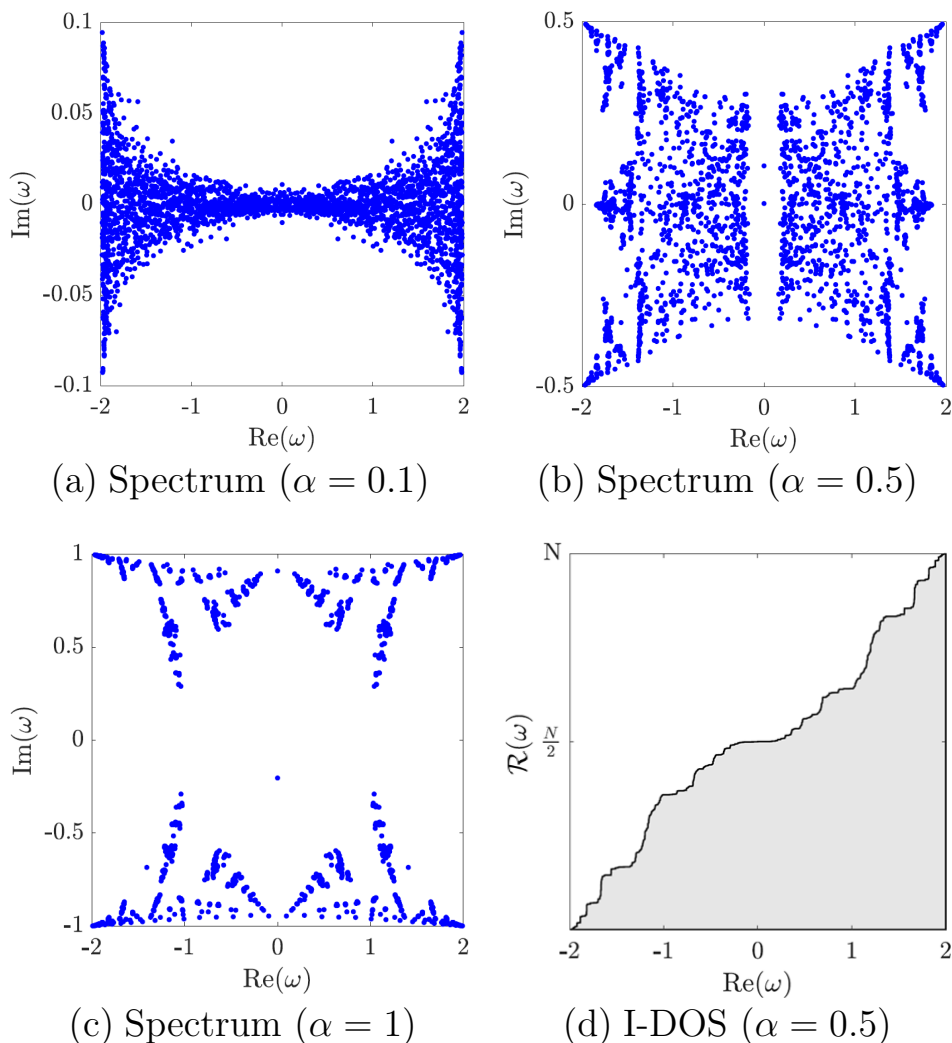 0.1
0.05
0
-0.05
-0.1
Im(ω)
-2 -1 0 1 2
Re(ω)
(a) Spectrum (α = 0.1)
0.5
0
-0.5
Im(ω)
-2 -1 0 1 2
Re(ω)
(b) Spectrum (α = 0.5)
1
0.5
0
-0.5
-1
Im(ω)
-2 -1 0 1 2
Re(ω)
(c) Spectrum (α = 1)
N
N/2
ℛ(ω)
-2 -1 0 1 2
Re(ω)
(d) I-DOS (α = 0.5)